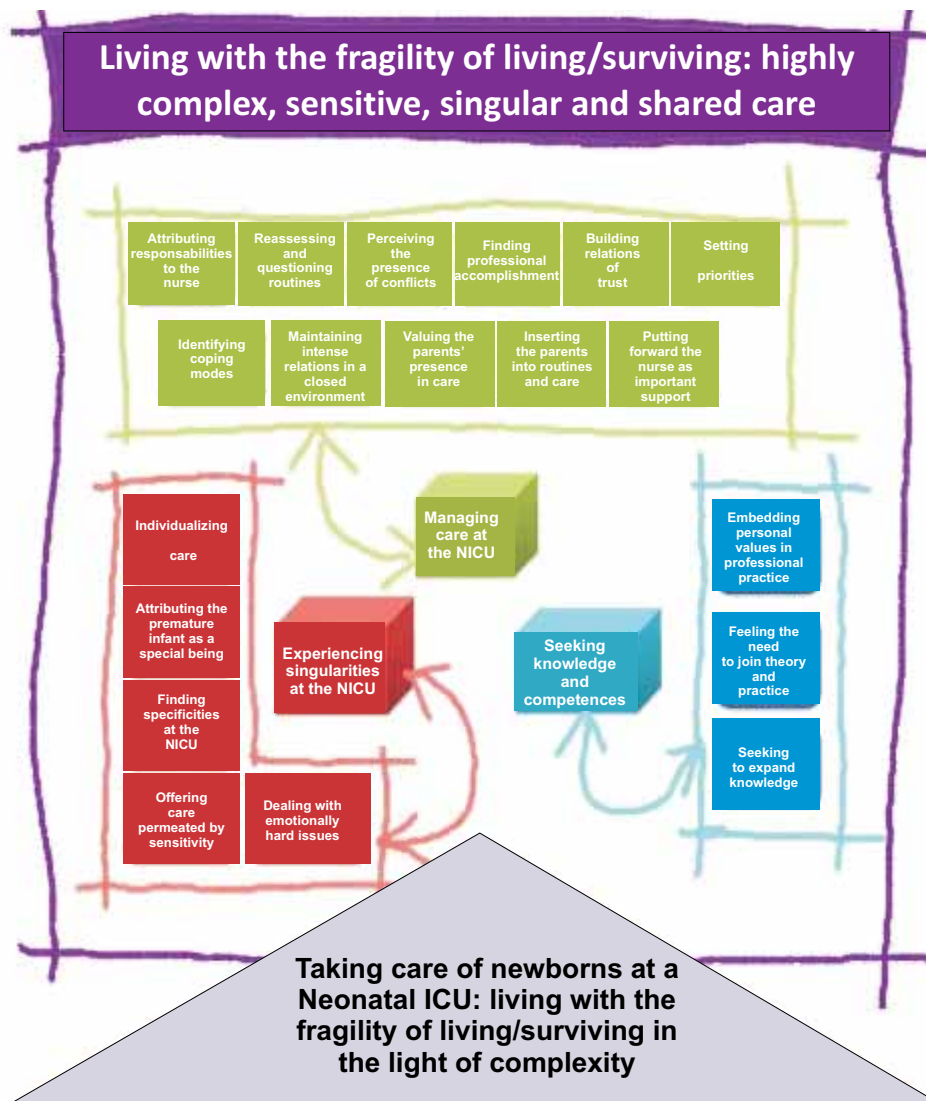 Living with the fragility of living/surviving: highly
complex, sensitive, singular and shared care
Attributing
responsabilities
to the
nurse
Reassessing
and
questioning
routines
Perceiving
the
presence
of conflicts
Finding
professional
accomplishment
Building
relations
of
trust
Setting
priorities
Identifying
coping
modes
Maintaining
intense
relations in a
closed
environment
Valuing the
parents’
presence
in care
Inserting
the parents
into routines
and care
Putting
forward the
nurse as
important
support
Managing
care at
the NICU
Individualizing
care
Attributing the
premature
infant as a
special being
Finding
specificities
at the
NICU
Offering
care
permeated by
sensitivity
Dealing with
emotionally
hard issues
Experiencing
singularities
at the NICU
Seeking
knowledge
and
competences
Embedding
personal
values in
professional
practice
Feeling the
need
to join theory
and
practice
Seeking
to expand
knowledge
Taking care of newborns at a
Neonatal ICU: living with the
fragility of living/surviving in
the light of complexity